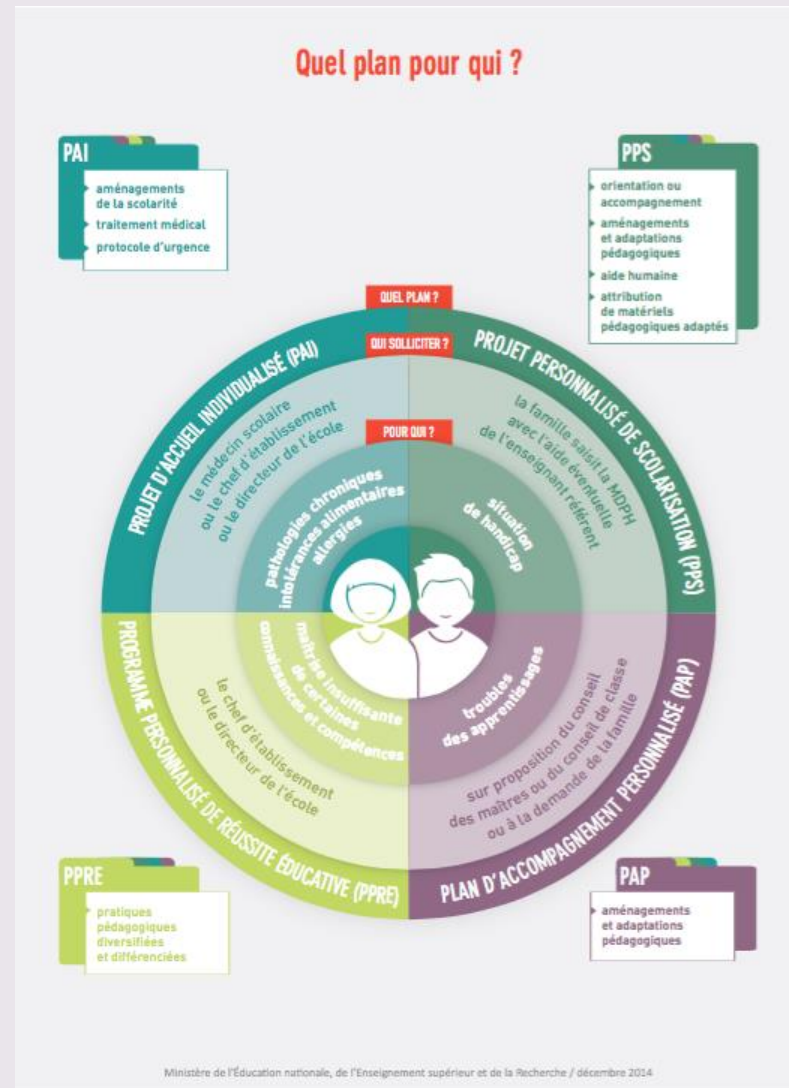 Quel plan pour qui ?
PAI
aménagements
de la scolarité
traitement médical
protocole d'urgence
PPS
orientation ou
accompagnement
aménagements
et adaptations
pédagogiques
aide humaine
attribution
de matériels
pédagogiques adaptés
QUEL PLAN ?
QUI SOLLICITER ?
POUR QUI ?
PROJET D'ACCUEIL INDIVIDUALISÉ (PAI)
le médecin scolaire
ou le chef d'établissement
ou le directeur de l'école
pathologies chroniques
intolérances alimentaires
allergies
PROJET PERSONNALISÉ DE SCOLARISATION (PPS)
la famille saisit la MDPH
avec l'aide éventuelle
de l'enseignant référent
situation
de handicap
PROGRAMME PERSONNALISÉ DE RÉUSSITE ÉDUCATIVE (PPRE)
le chef d'établissement
ou le directeur de l'école
maîtrise insuffisante
de certaines
connaissances et compétences
PLAN D'ACCOMPAGNEMENT PERSONNALISÉ (PAP)
sur proposition du conseil
des maîtres ou du conseil de classe
ou à la demande de la famille
troubles
des apprentissages
PPRE
pratiques
pédagogiques
diversifiées
et différenciées
PAP
aménagements
et adaptations
pédagogiques
Ministère de l'Éducation nationale, de l'Enseignement supérieur et de la Recherche / décembre 2014